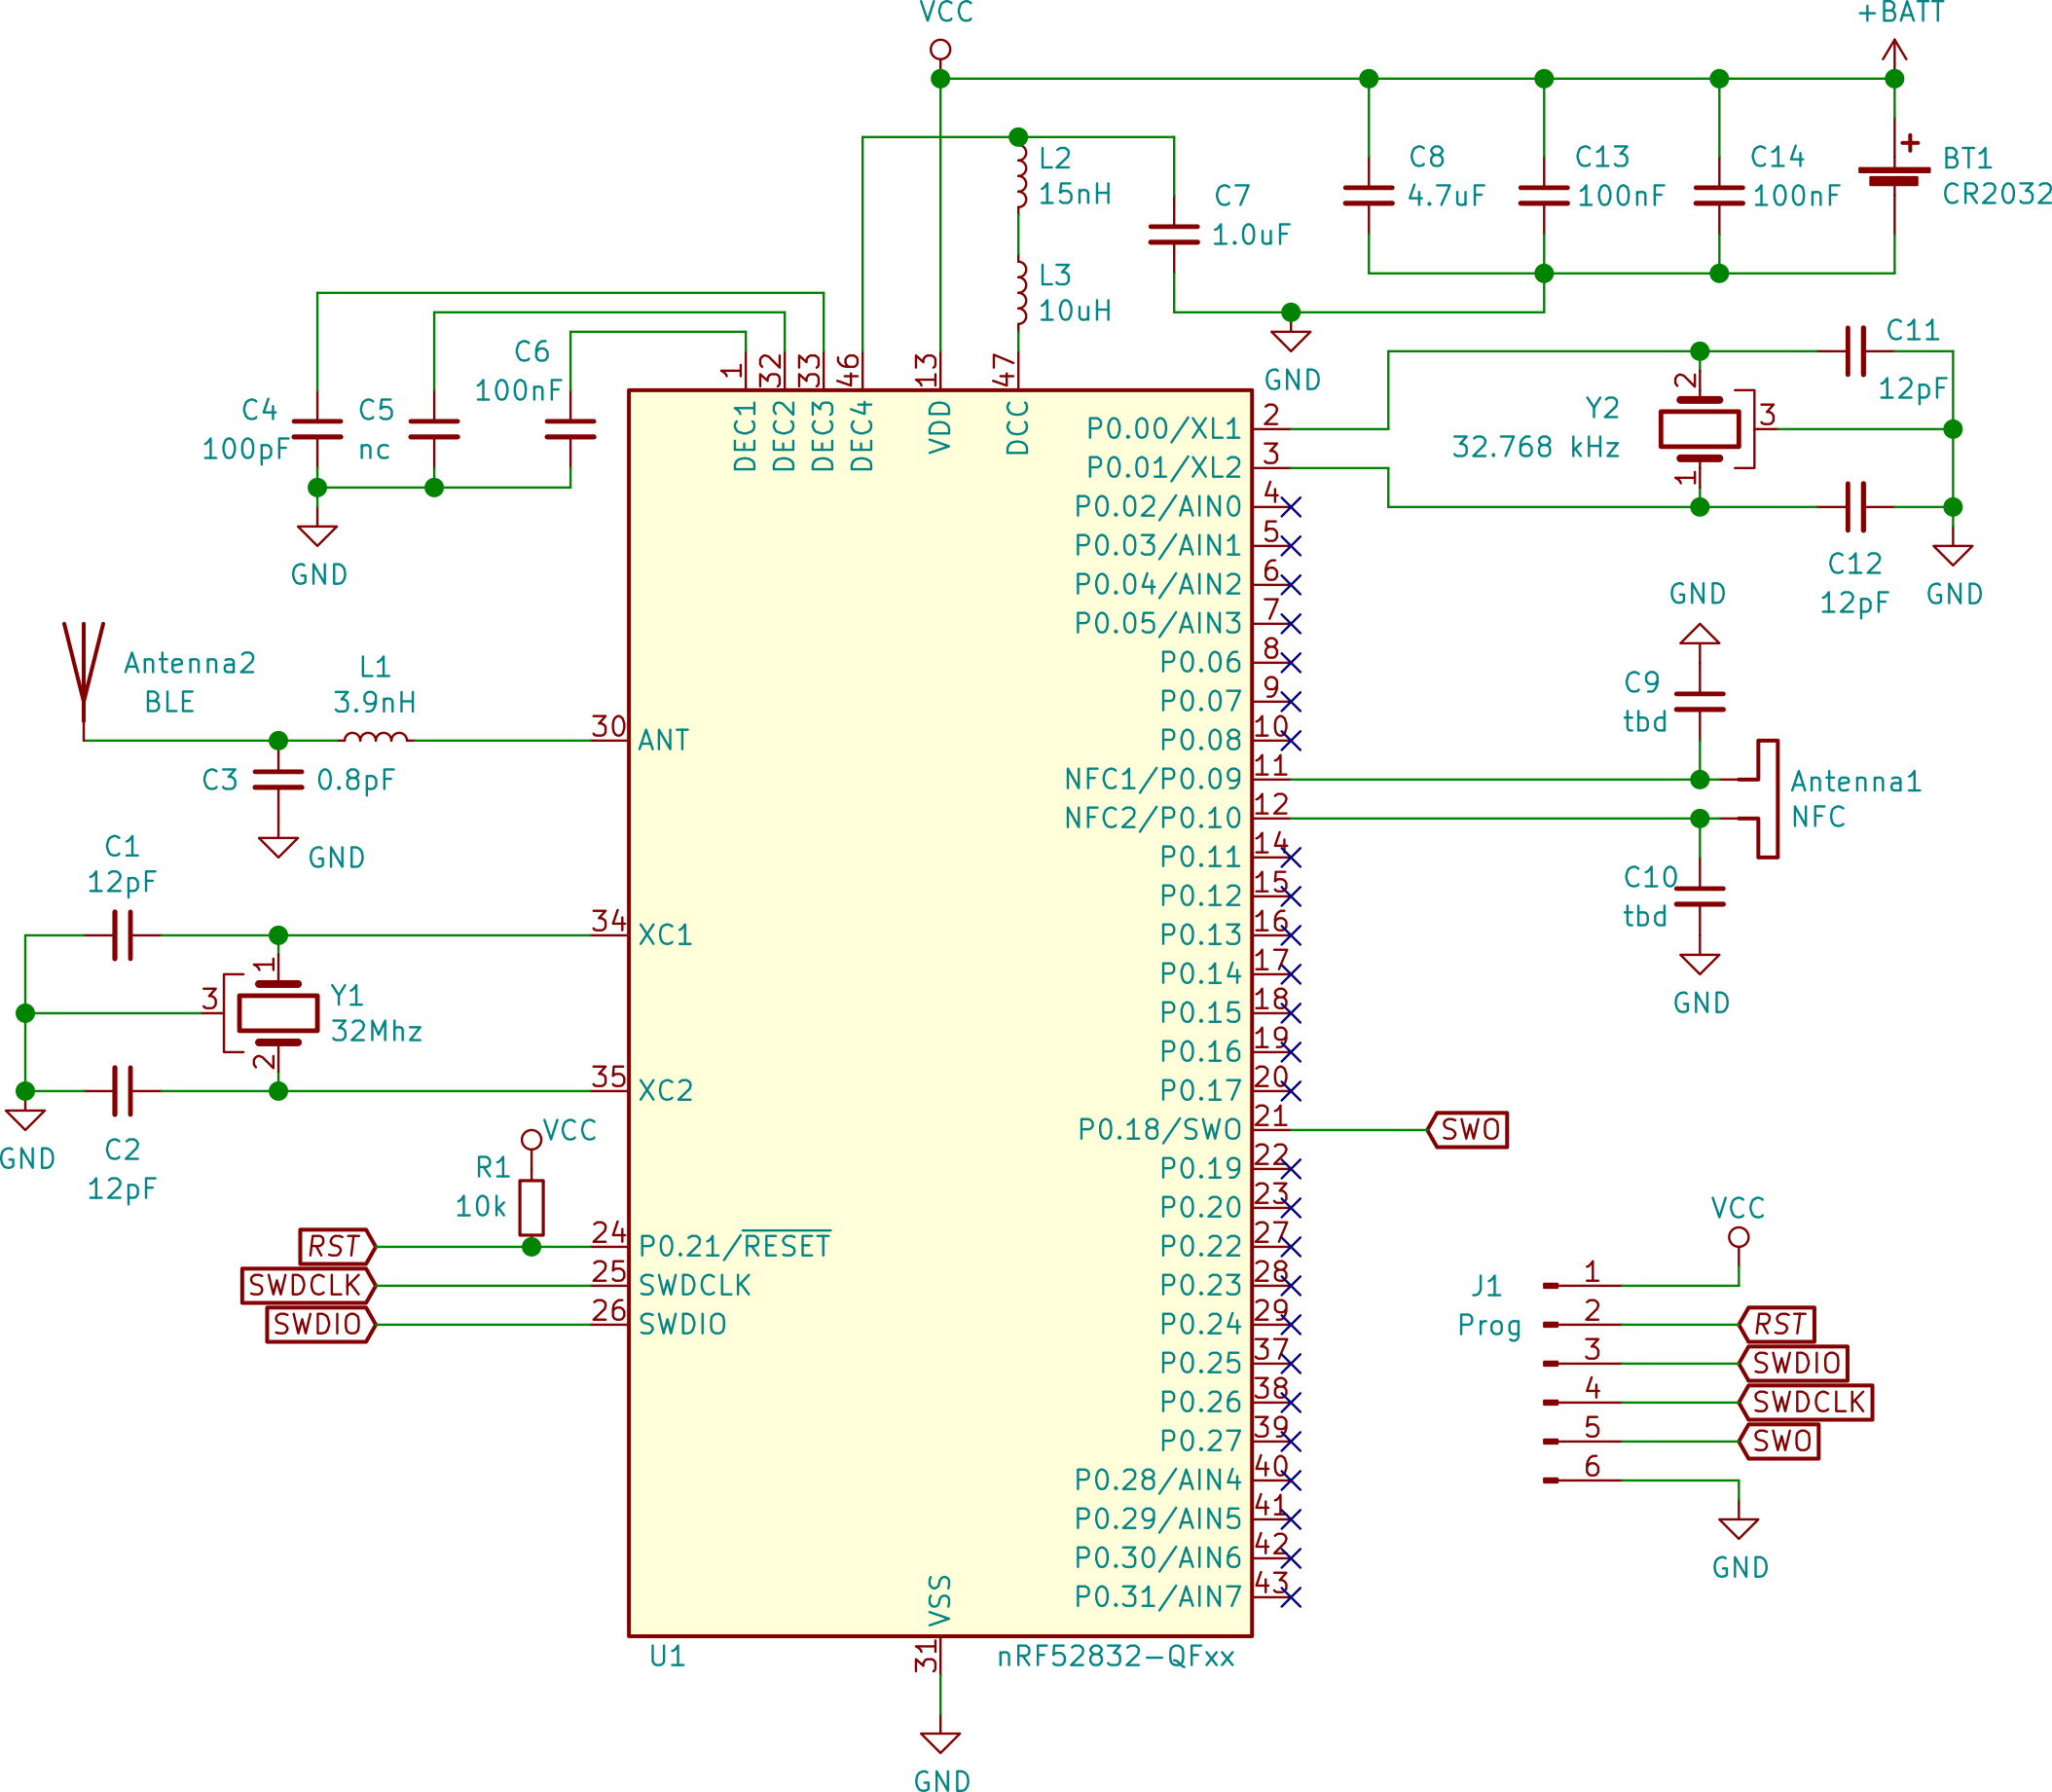 VCC
+BATT
L2
15nH
C7
1.0uF
C8
4.7uF
C13
100nF
C14
100nF
+
BT1
CR2032
L3
10uH
GND
C4
100pF
C5
nc
C6
100nF
GND
1
32
33
46
13
47
DEC1
DEC2
DEC3
DEC4
VDD
DCC
Antenna2
BLE
L1
3.9nH
C3
0.8pF
GND
30
ANT
C1
12pF
34
XC1
1
3
2
Y1
32Mhz
35
XC2
GND
C2
12pF
VCC
R1
10k
RST
24
P0.21/RESET
SWDCLK
25
SWDCLK
SWDIO
26
SWDIO
P0.00/XL1 2
P0.01/XL2 3
P0.02/AIN0 4
P0.03/AIN1 5
P0.04/AIN2 6
P0.05/AIN3 7
P0.06 8
P0.07 9
P0.08 10
NFC1/P0.09 11
NFC2/P0.10 12
P0.11 14
P0.12 15
P0.13 16
P0.14 17
P0.15 18
P0.16 19
P0.17 20
P0.18/SWO 21
SWO
P0.19 22
P0.20 23
P0.22 27
P0.23 28
P0.24 29
P0.25 37
P0.26 38
P0.27 39
P0.28/AIN4 40
P0.29/AIN5 41
P0.30/AIN6 42
P0.31/AIN7 43
VSS
31
U1
nRF52832-QFxx
GND
C11
12pF
Y2
32.768 kHz
2
3
1
C12
12pF
GND
GND
C9
tbd
Antenna1
NFC
C10
tbd
GND
VCC
J1
Prog
1
2
RST
3
SWDIO
4
SWDCLK
5
SWO
6
GND